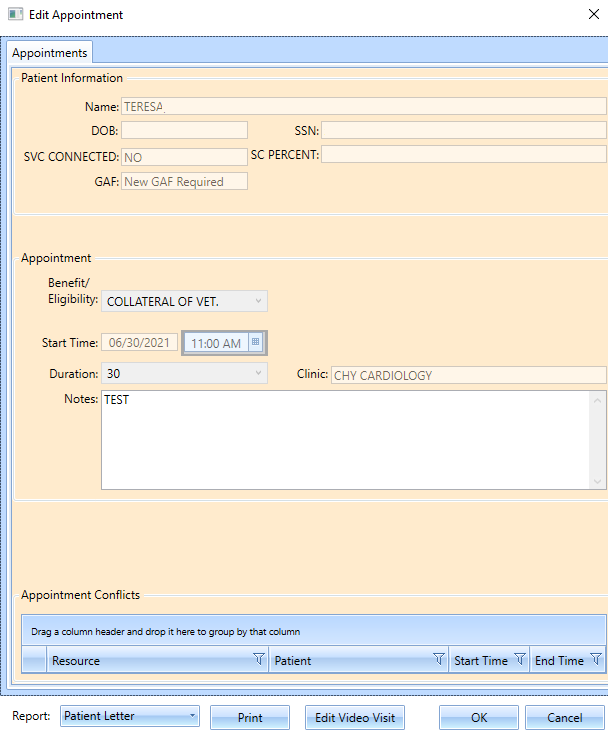 Edit Appointment
Appointments
Patient Information
Name: TERESA
DOB: SSN:
SVC CONNECTED: NO SC PERCENT:
GAF: New GAF Required
Appointment
Benefit/
Eligibility: COLLATERAL OF VET.
Start Time: 06/30/2021 11:00 AM
Duration: 30 Clinic: CHY CARDIOLOGY
Notes: TEST
Appointment Conflicts
Drag a column header and drop it here to group by that column
Resource Patient Start Time End Time
Report: Patient Letter Print Edit Video Visit OK Cancel